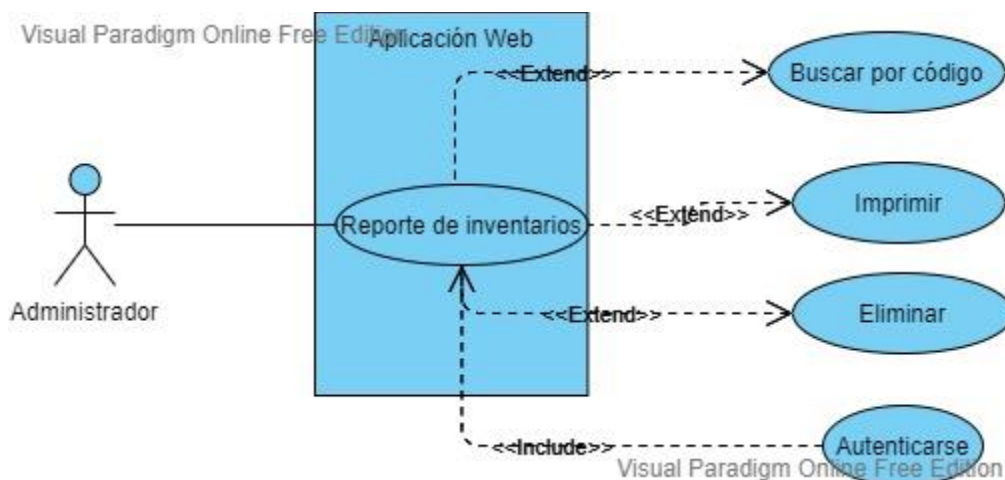 Visual Paradigm Online Free Edition
Aplicación Web
<<Extend>>
Buscar por código
Reporte de inventarios
<<Extend>>
Imprimir
Administrador
<<Extend>>
Eliminar
<<Include>>
Autenticarse
Visual Paradigm Online Free Edition